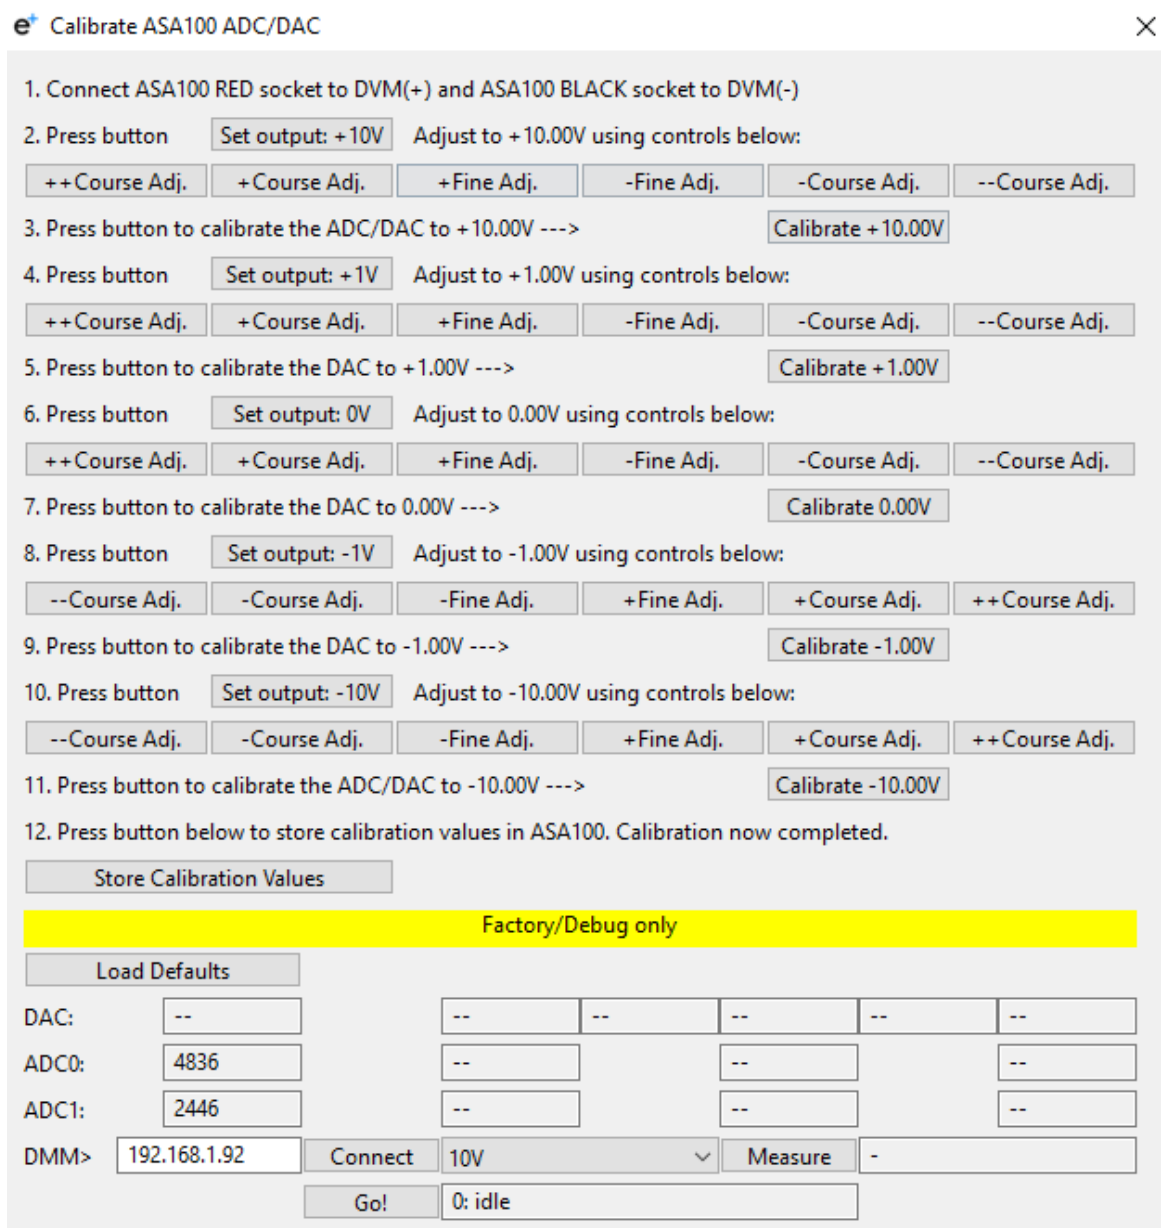 e+ Calibrate ASA100 ADC/DAC
1. Connect ASA100 RED socket to DVM(+) and ASA100 BLACK socket to DVM(-)
2. Press button Set output: +10V Adjust to +10.00V using controls below:
++Course Adj. +Course Adj. +Fine Adj. -Fine Adj. -Course Adj. --Course Adj.
3. Press button to calibrate the ADC/DAC to +10.00V ---> Calibrate +10.00V
4. Press button Set output: +1V Adjust to +1.00V using controls below:
++Course Adj. +Course Adj. +Fine Adj. -Fine Adj. -Course Adj. --Course Adj.
5. Press button to calibrate the DAC to +1.00V ---> Calibrate +1.00V
6. Press button Set output: 0V Adjust to 0.00V using controls below:
++Course Adj. +Course Adj. +Fine Adj. -Fine Adj. -Course Adj. --Course Adj.
7. Press button to calibrate the DAC to 0.00V ---> Calibrate 0.00V
8. Press button Set output: -1V Adjust to -1.00V using controls below:
--Course Adj. -Course Adj. -Fine Adj. +Fine Adj. +Course Adj. ++Course Adj.
9. Press button to calibrate the DAC to -1.00V ---> Calibrate -1.00V
10. Press button Set output: -10V Adjust to -10.00V using controls below:
--Course Adj. -Course Adj. -Fine Adj. +Fine Adj. +Course Adj. ++Course Adj.
11. Press button to calibrate the ADC/DAC to -10.00V ---> Calibrate -10.00V
12. Press button below to store calibration values in ASA100. Calibration now completed.
Store Calibration Values
Factory/Debug only
Load Defaults
DAC: -- -- -- -- -- --
ADC0: 4836 -- -- --
ADC1: 2446 -- -- --
DMM> 192.168.1.92 Connect 10V Measure -
Go! 0: idle